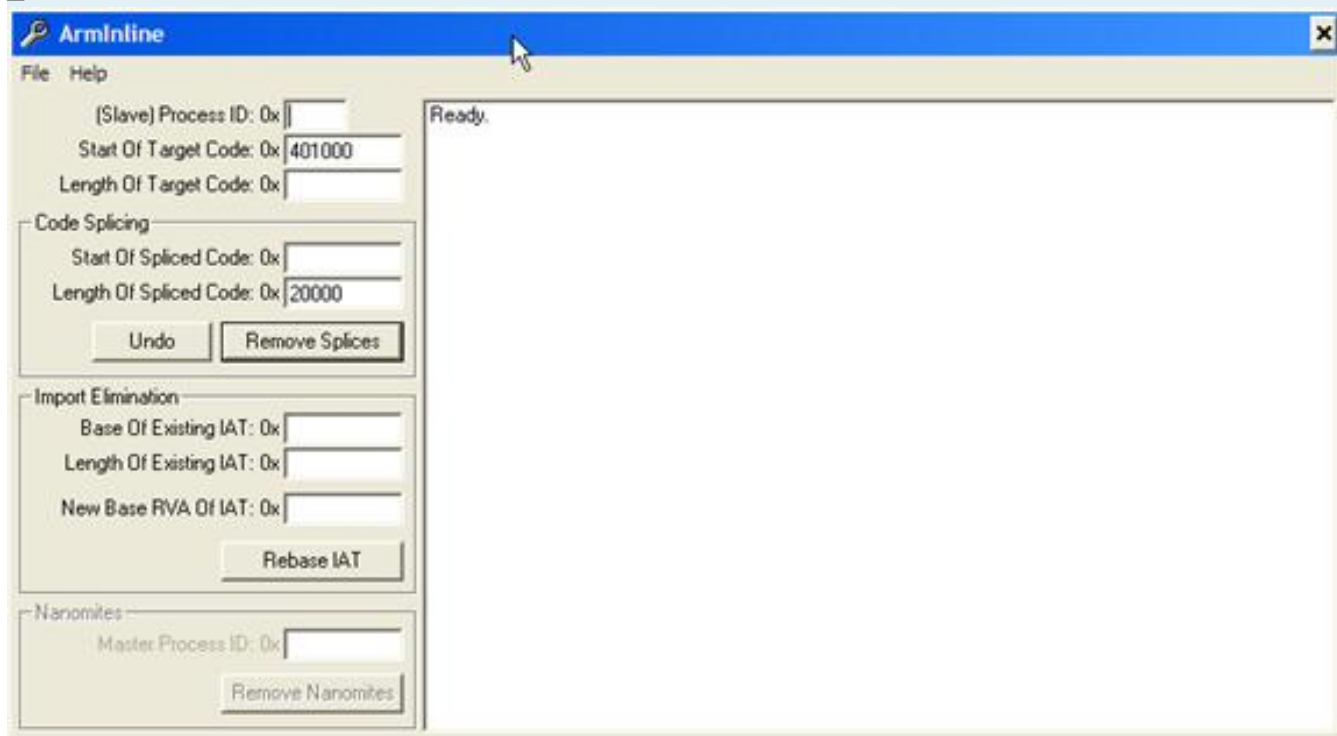 ArmInline
File Help
(Slave) Process ID: 0x
Start Of Target Code: 0x 401000
Length Of Target Code: 0x
Code Splicing
Start Of Spliced Code: 0x
Length Of Spliced Code: 0x 20000
Undo Remove Splices
Import Elimination
Base Of Existing IAT: 0x
Length Of Existing IAT: 0x
New Base RVA Of IAT: 0x
Rebase IAT
Nanomites
Master Process ID: 0x
Remove Nanomites
Ready.